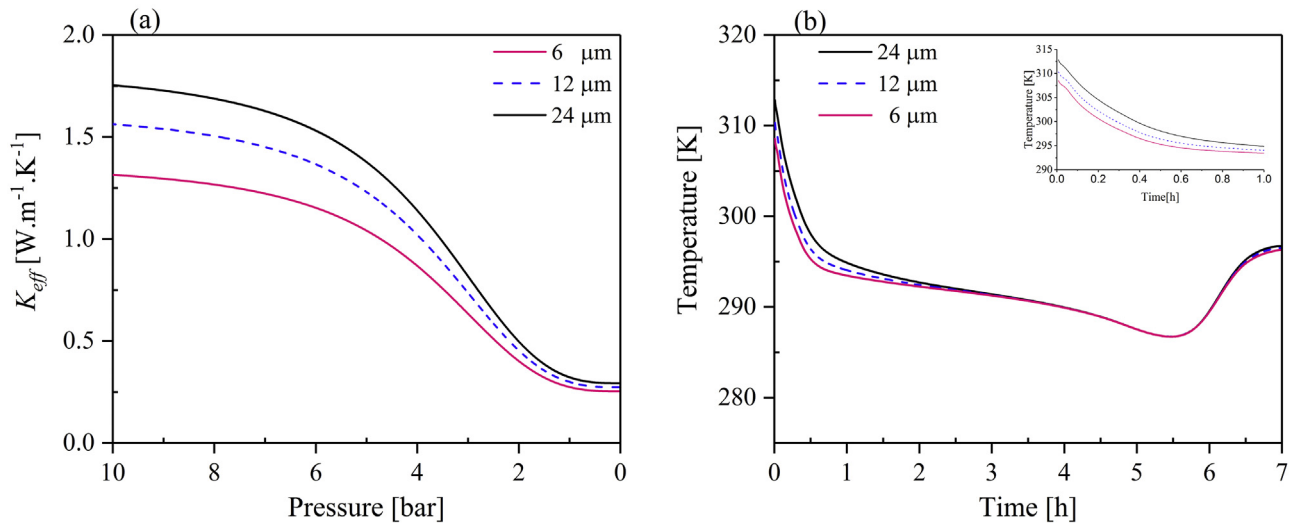 (a)
2.0
1.5
1.0
0.5
0.0
K_eff [W.m⁻¹.K⁻¹]
6 μm
12 μm
24 μm
10 8 6 4 2 0
Pressure [bar]
(b)
320
310
300
290
280
Temperature [K]
24 μm
12 μm
6 μm
315
310
305
300
295
290
Temperature [K]
0.0 0.2 0.4 0.6 0.8 1.0
Time[h]
0 1 2 3 4 5 6 7
Time [h]